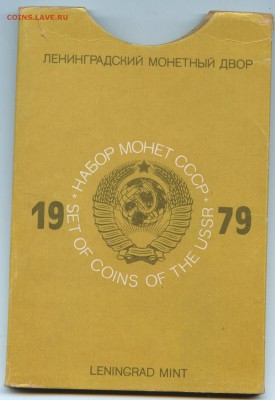 COINS.LAVE.RU
ЛЕНИНГРАДСКИЙ МОНЕТНЫЙ ДВОР
НАБОР МОНЕТ СССР
19 79
SET OF COINS OF THE USSR
LENINGRAD MINT